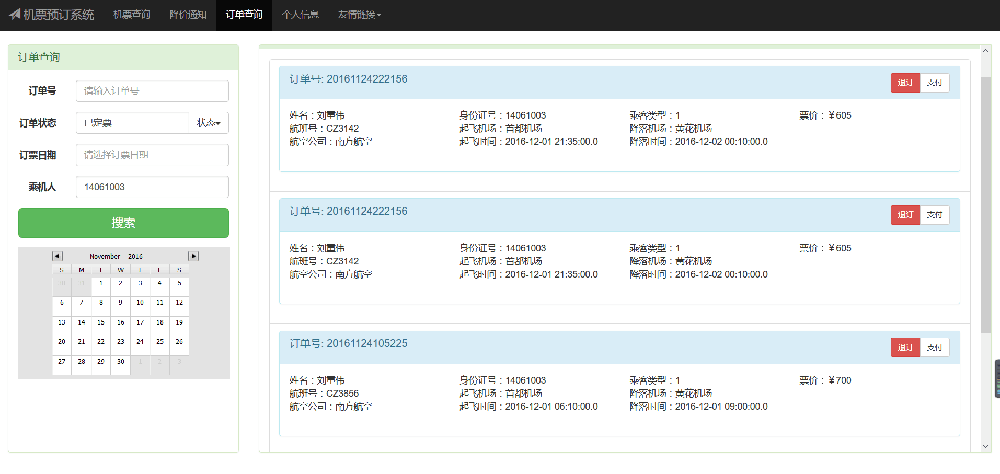 机票预订系统 机票查询 降价通知 订单查询 个人信息 友情链接
订单查询
订单号 请输入订单号
订单状态 已定票 状态
订票日期 请选择订票日期
乘机人 14061003
搜索
November 2016
S M T W T F S
30 31 1 2 3 4 5
6 7 8 9 10 11 12
13 14 15 16 17 18 19
20 21 22 23 24 25 26
27 28 29 30 1 2 3
订单号: 20161124222156 退订 支付
姓名：刘重伟 身份证号：14061003 乘客类型：1 票价：￥605
航班号：CZ3142 起飞机场：首都机场 降落机场：黄花机场
航空公司：南方航空 起飞时间：2016-12-01 21:35:00.0 降落时间：2016-12-02 00:10:00.0
订单号: 20161124222156 退订 支付
姓名：刘重伟 身份证号：14061003 乘客类型：1 票价：￥605
航班号：CZ3142 起飞机场：首都机场 降落机场：黄花机场
航空公司：南方航空 起飞时间：2016-12-01 21:35:00.0 降落时间：2016-12-02 00:10:00.0
订单号: 20161124105225 退订 支付
姓名：刘重伟 身份证号：14061003 乘客类型：1 票价：￥700
航班号：CZ3856 起飞机场：首都机场 降落机场：黄花机场
航空公司：南方航空 起飞时间：2016-12-01 06:10:00.0 降落时间：2016-12-01 09:00:00.0